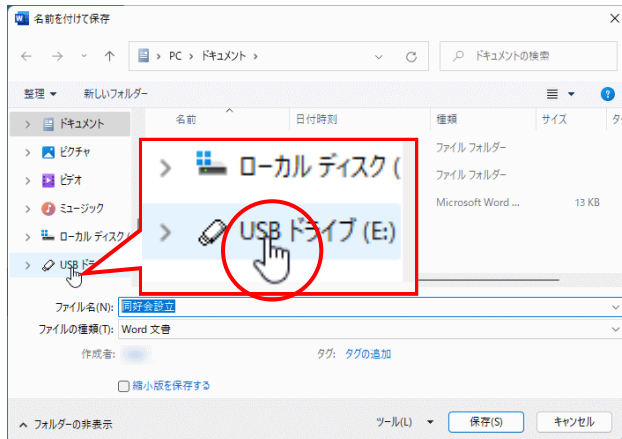 名前を付けて保存
PC > ドキュメント >
ドキュメントの検索
整理
新しいフォルダー
名前
日付時刻
種類
サイズ
ドキュメント
ピクチャ
ビデオ
ミュージック
ローカル ディスク (
USB ドラ
ファイル フォルダー
ファイル フォルダー
Microsoft Word ...
13 KB
ローカル ディスク (
USB ドライブ (E:)
ファイル名(N):
同好会設立
ファイルの種類(T):
Word 文書
作成者:
タグ:
タグの追加
縮小版を保存する
フォルダーの非表示
ツール(L)
保存(S)
キャンセル